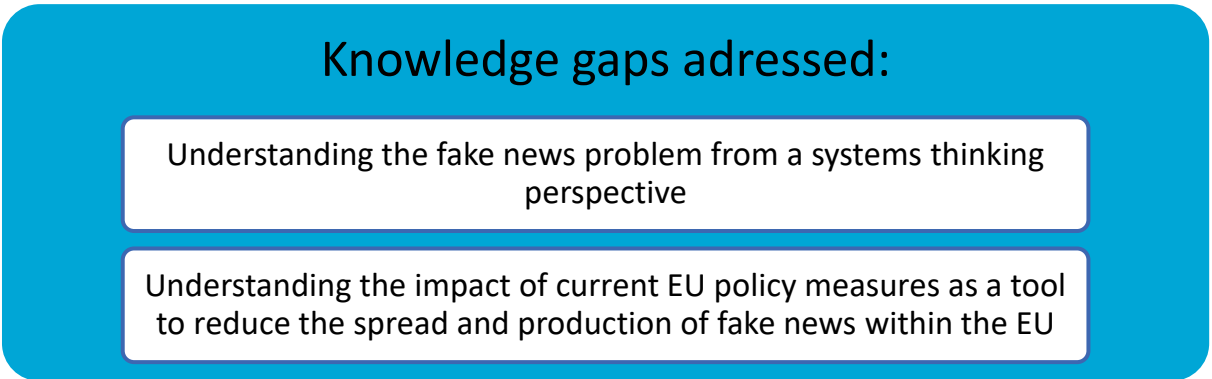 Knowledge gaps adressed:
Understanding the fake news problem from a systems thinking
perspective
Understanding the impact of current EU policy measures as a tool
to reduce the spread and production of fake news within the EU